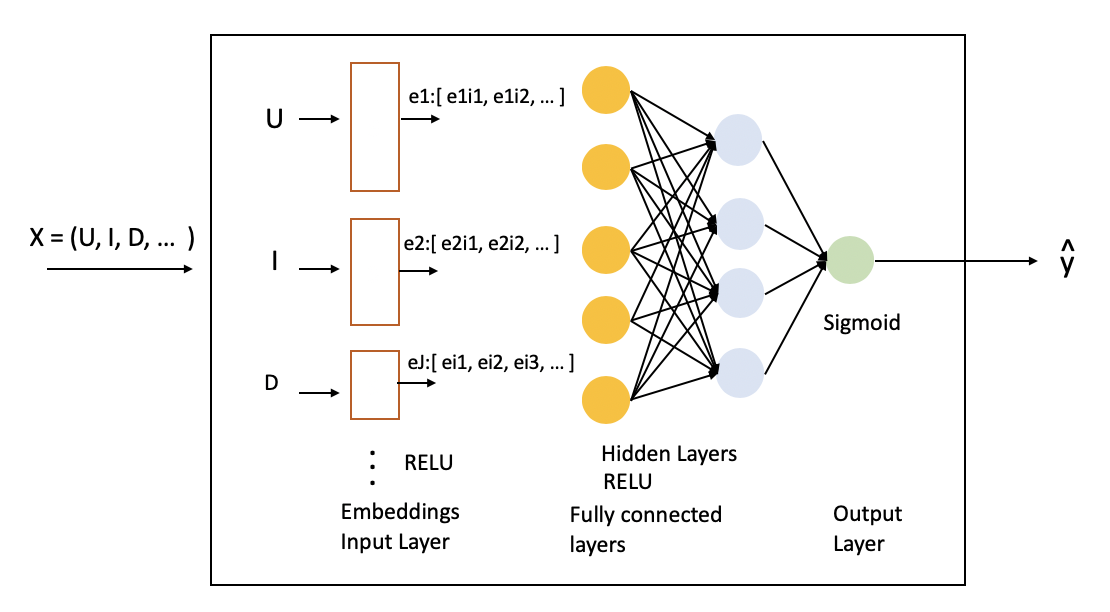 X = (U, I, D, ... )
U
e1:[ e1i1, e1i2, ... ]
I
e2:[ e2i1, e2i2, ... ]
D
eJ:[ ei1, ei2, ei3, ... ]
RELU
Embeddings
Input Layer
Hidden Layers
RELU
Fully connected
layers
Sigmoid
Output
Layer
ŷ